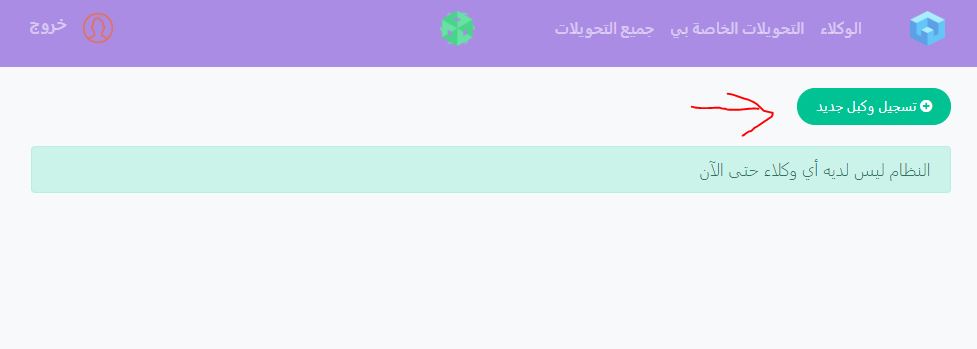 الوكلاء التحويلات الخاصة بي جميع التحويلات خروج
تسجيل وكيل جديد
النظام ليس لديه أي وكلاء حتى الآن